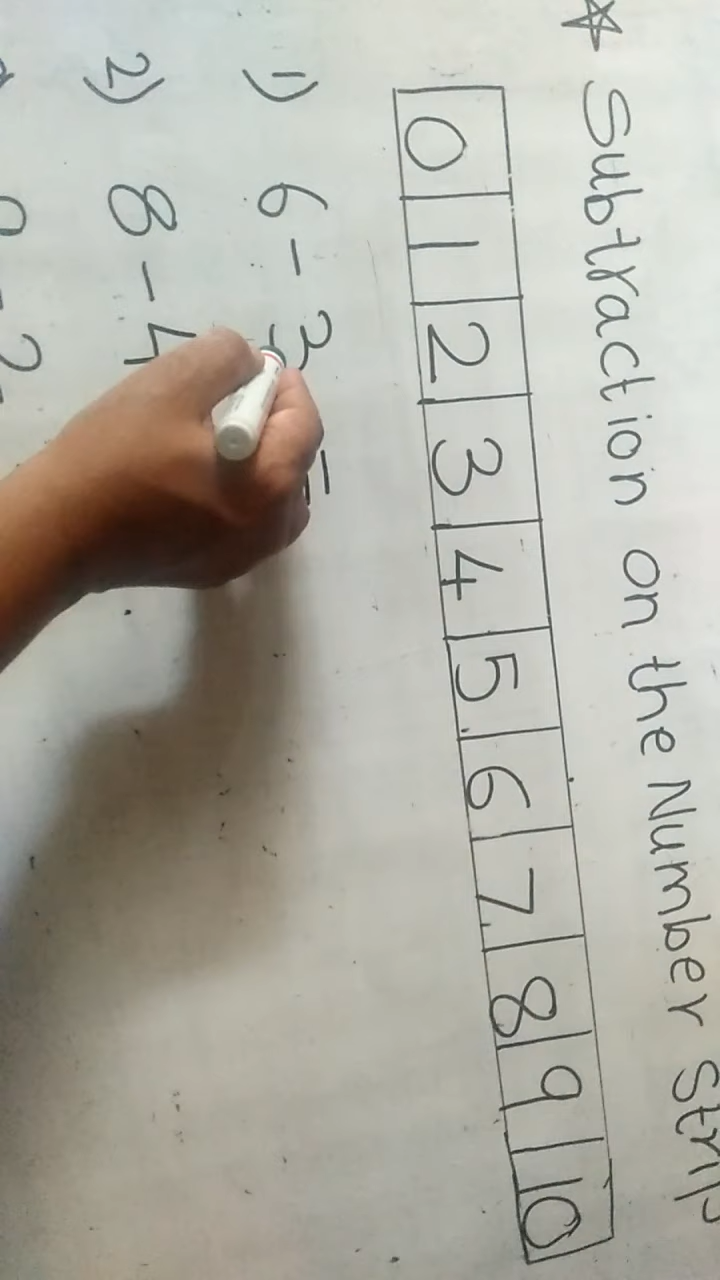 ☆ Subtraction on the Number Strip
0 1 2 3 4 5 6 7 8 9 10
1) 6 - 3 =
2) 8 - 4